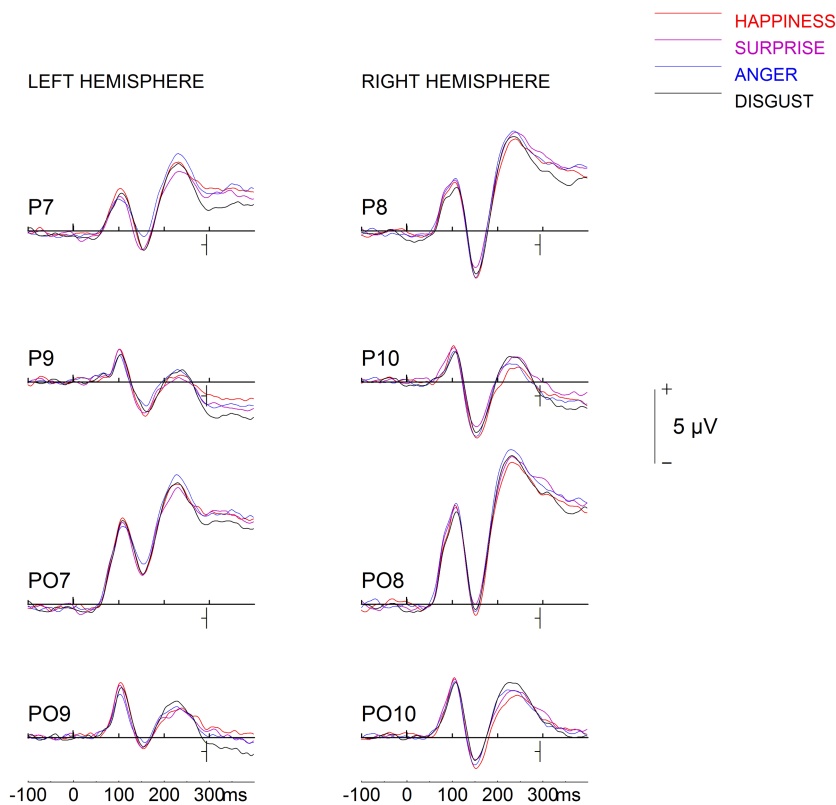 HAPPINESS
SURPRISE
ANGER
DISGUST
LEFT HEMISPHERE RIGHT HEMISPHERE
P7 P8
P9 P10
+
5 µV
–
PO7 PO8
PO9 PO10
-100 0 100 200 300ms -100 0 100 200 300ms